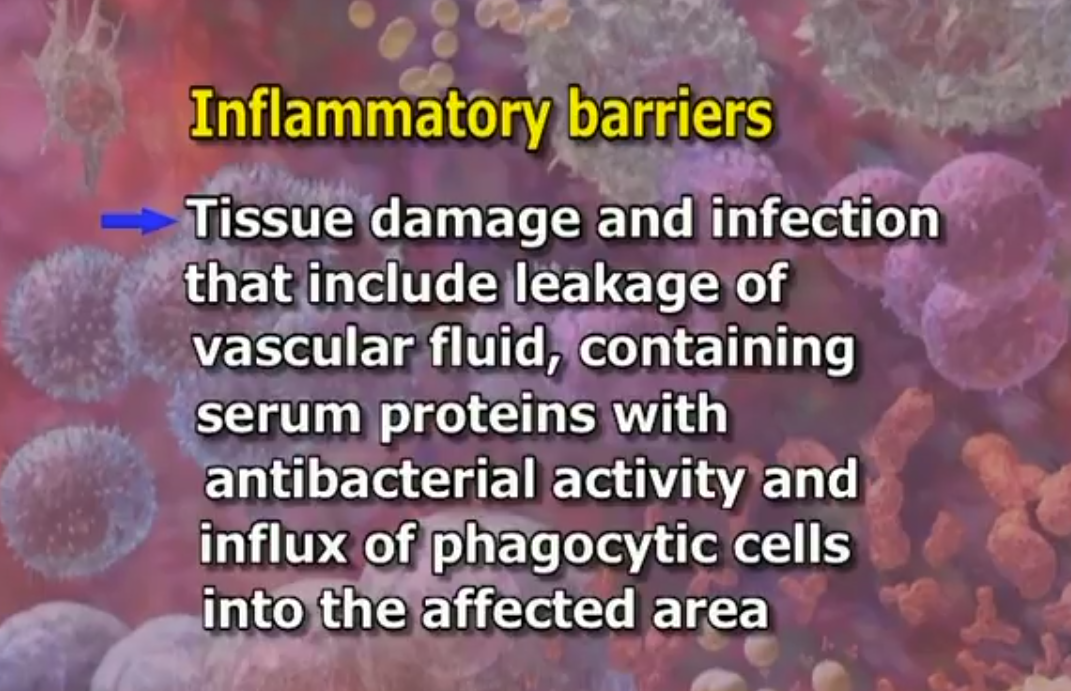 Inflammatory barriers
Tissue damage and infection
that include leakage of
vascular fluid, containing
serum proteins with
antibacterial activity and
influx of phagocytic cells
into the affected area